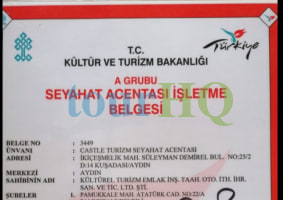 Türkiye
T.C.
KÜLTÜR VE TURİZM BAKANLIĞI
A GRUBU
SEYAHAT ACENTASI İŞLETME
BELGESİ
tourHQ
BELGE NO : 3449
ÜNVANI : CASTLE TURİZM SEYAHAT ACENTASI
ADRESİ : İKİÇEŞMELİK MAH. SÜLEYMAN DEMİREL BUL. NO:25/2
D:14 KUŞADASI/AYDIN
MERKEZİ : AYDIN
SAHİBİNİN ADI : KÜLTÜREL TURİZM EMLAK İNŞ. TAAH. OTO. İTH. İHR.
SAN. VE TİC. LTD. ŞTİ.
ŞUBELER 1. PAMUKKALE MAH. ATATÜRK CAD. NO:22/A